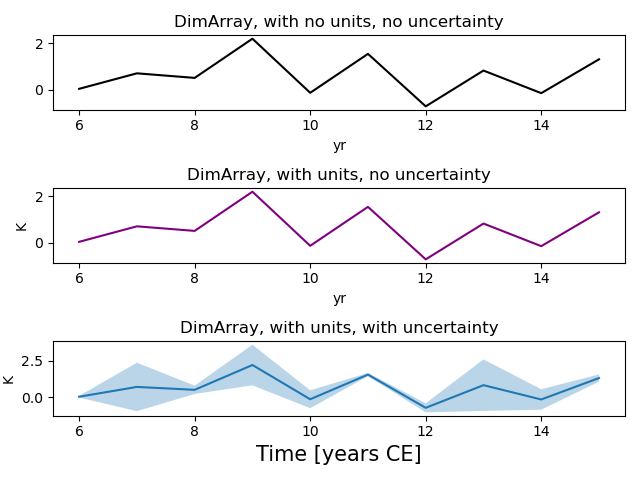 DimArray, with no units, no uncertainty
2
0
6 8 10 12 14
yr
DimArray, with units, no uncertainty
K
2
0
6 8 10 12 14
yr
DimArray, with units, with uncertainty
K
2.5
0.0
6 8 10 12 14
Time [years CE]